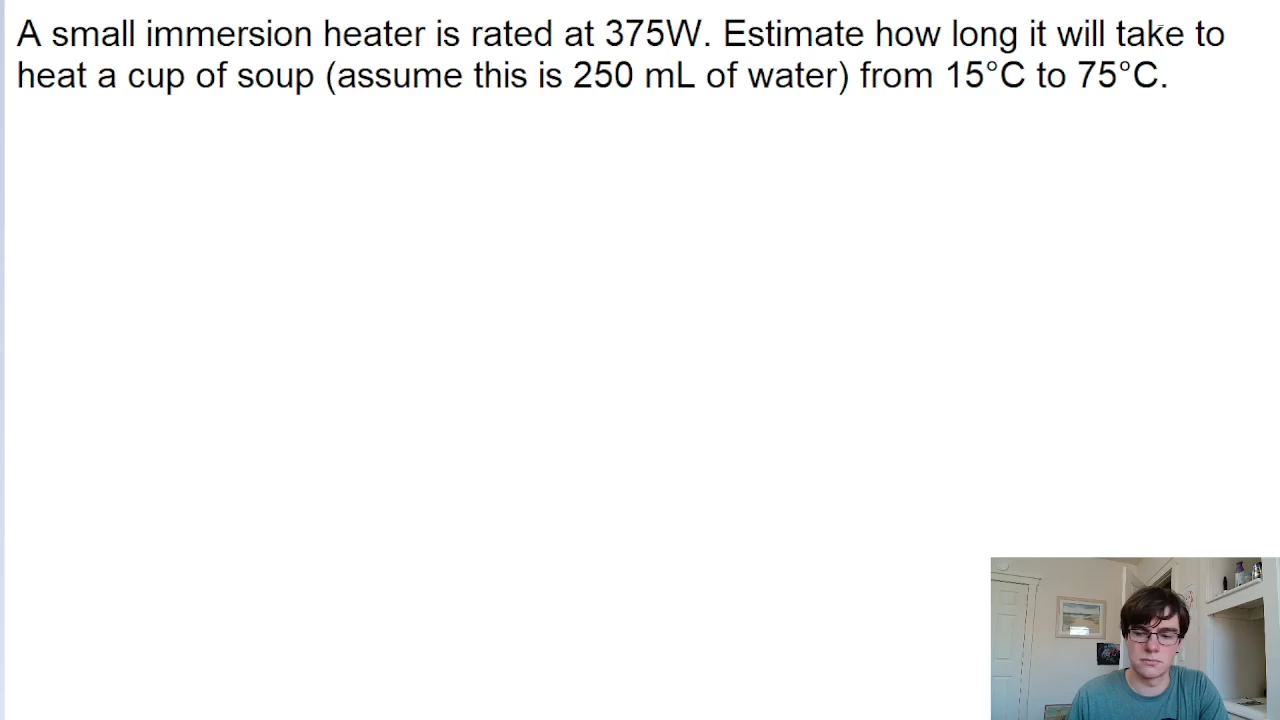 A small immersion heater is rated at 375W. Estimate how long it will take to
heat a cup of soup (assume this is 250 mL of water) from 15°C to 75°C.